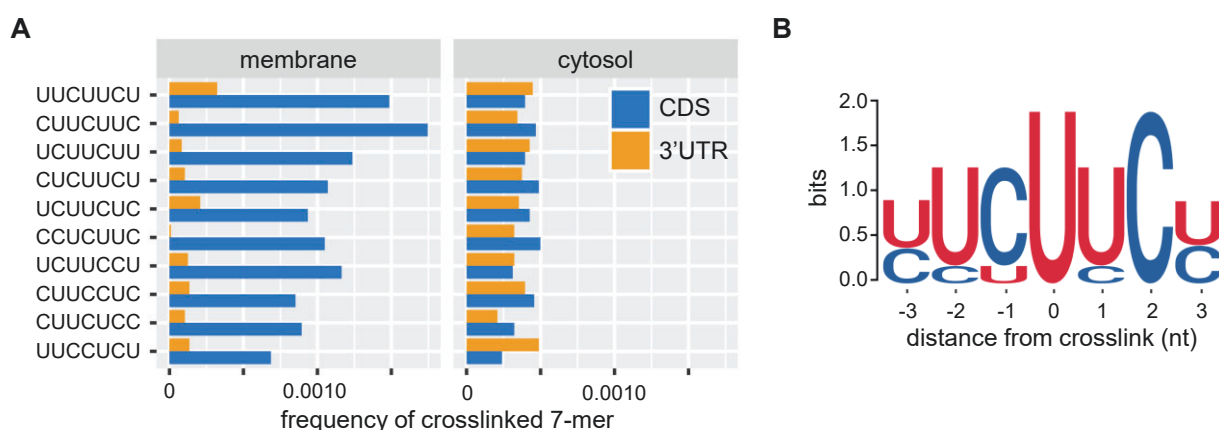 A
membrane
cytosol
UUCUUCU
CUUCUUC
UCUUCUU
CUCUUCU
UCUUCUC
CCUCUUC
UCUUCCU
CUUCCUC
CUUCUCC
UUCCUCU
CDS
3'UTR
0
0.0010
0
0.0010
frequency of crosslinked 7-mer
B
2.0
1.5
1.0
0.5
0.0
bits
U U C U U C U
C C U C C
-3 -2 -1 0 1 2 3
distance from crosslink (nt)